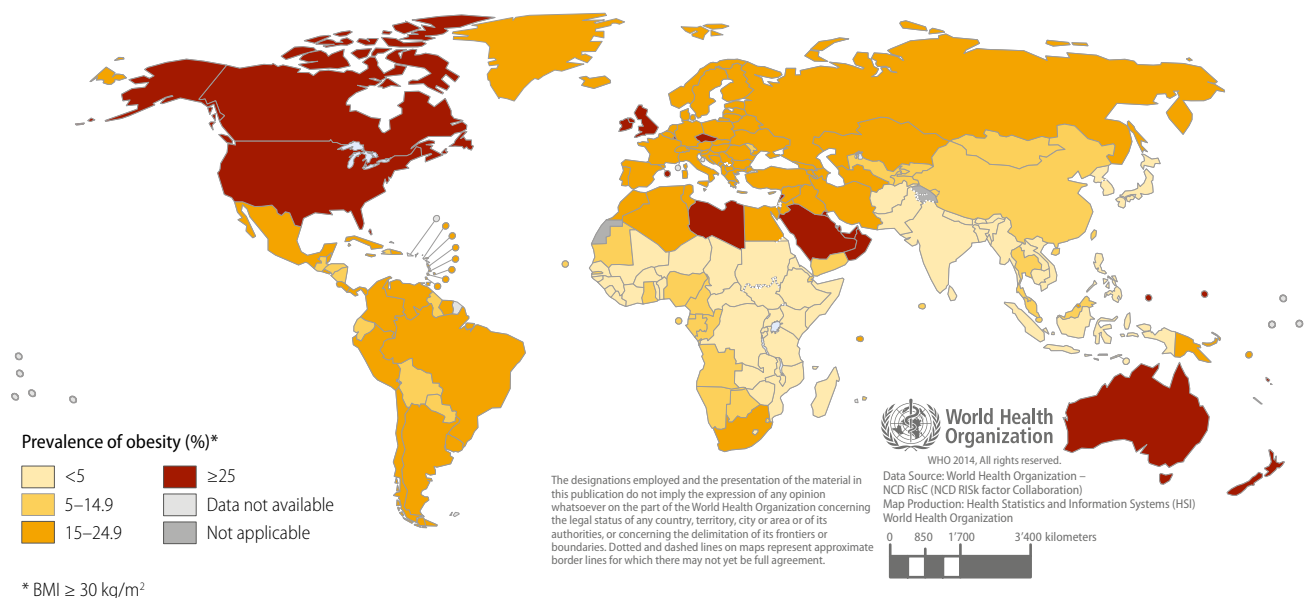 Prevalence of obesity (%)*
<5
5–14.9
15–24.9
≥25
Data not available
Not applicable
* BMI ≥ 30 kg/m²
The designations employed and the presentation of the material in
this publication do not imply the expression of any opinion
whatsoever on the part of the World Health Organization concerning
the legal status of any country, territory, city or area or of its
authorities, or concerning the delimitation of its frontiers or
boundaries. Dotted and dashed lines on maps represent approximate
border lines for which there may not yet be full agreement.
World Health
Organization
WHO 2014, All rights reserved.
Data Source: World Health Organization –
NCD RisC (NCD RISk factor Collaboration)
Map Production: Health Statistics and Information Systems (HSI)
World Health Organization
0 850 1'700 3'400 kilometers